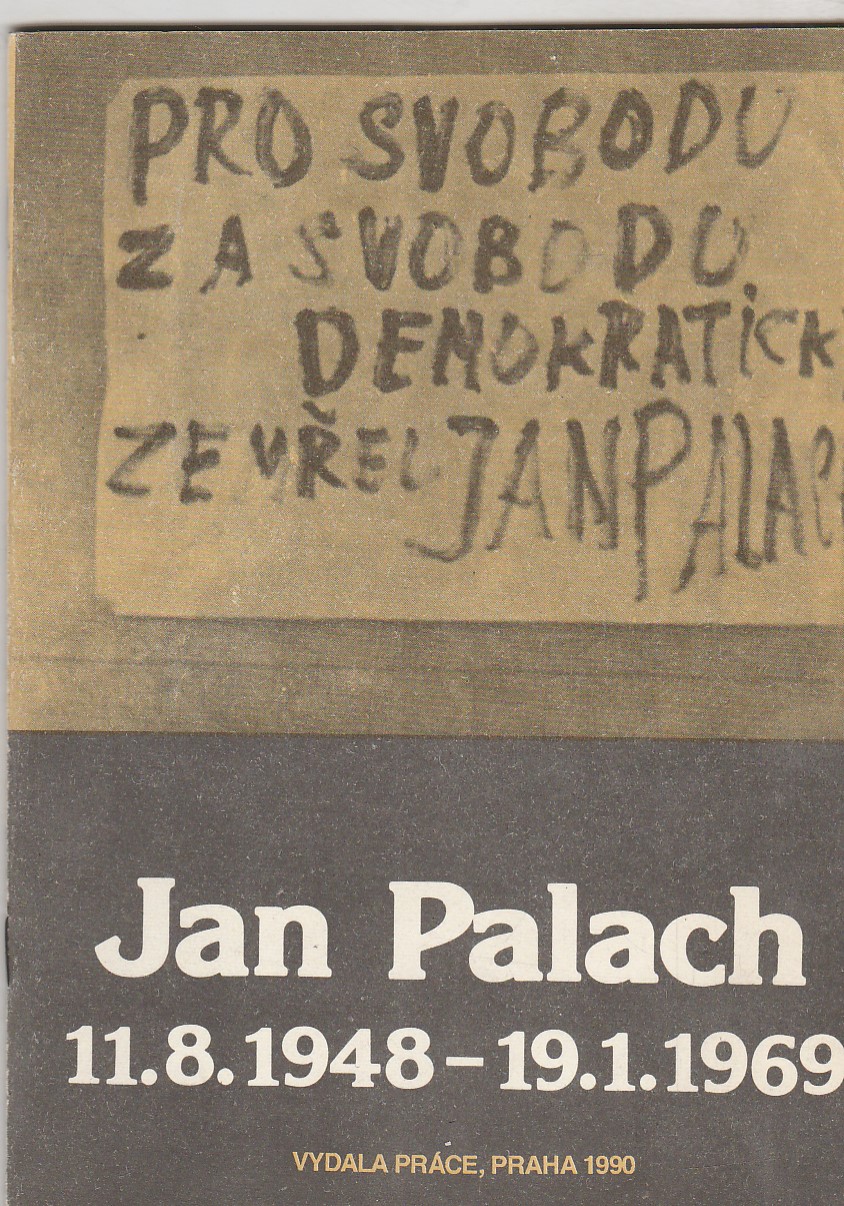 PRO SVOBODU
ZA SVOBODU
DEMOKRATICK
ZEMŘEL JAN PALAC
Jan Palach
11.8.1948–19.1.1969
VYDALA PRÁCE, PRAHA 1990